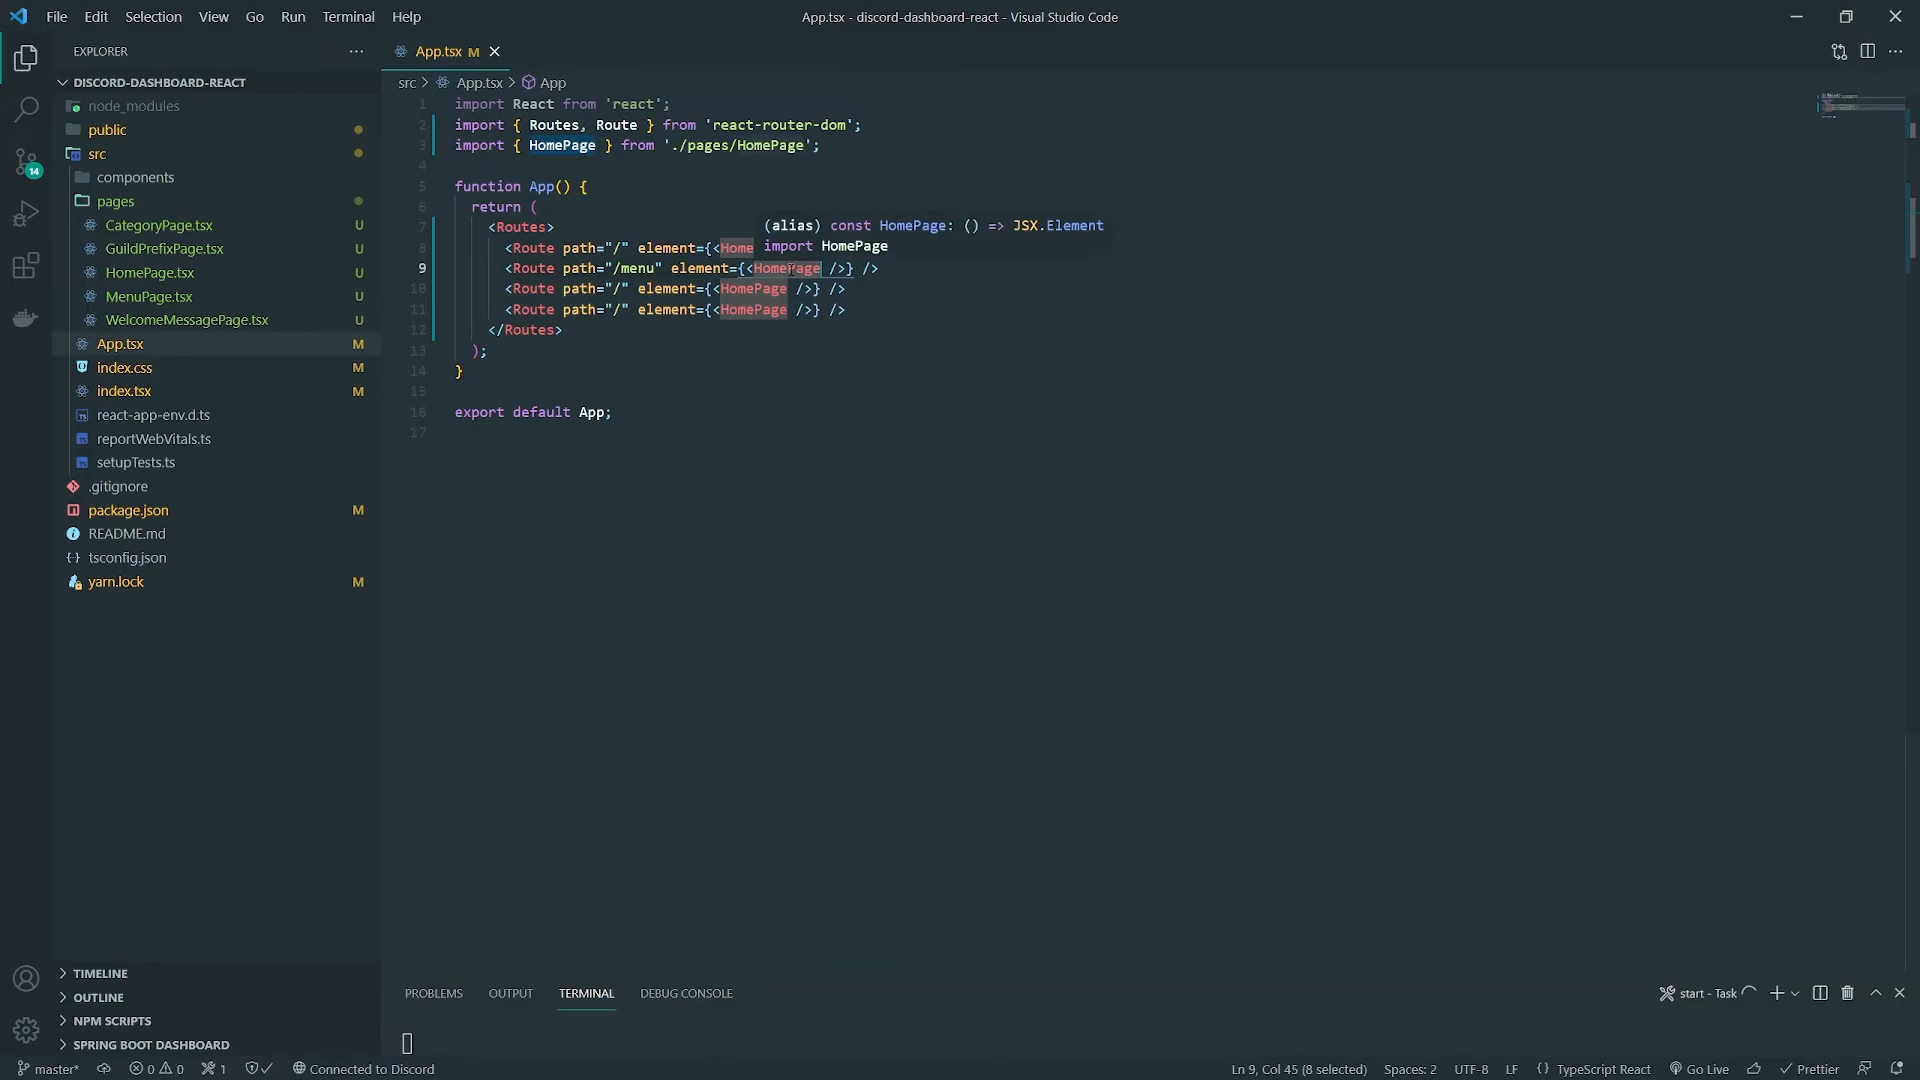 File Edit Selection View Go Run Terminal Help
App.tsx - discord-dashboard-react - Visual Studio Code
EXPLORER
App.tsx M
DISCORD-DASHBOARD-REACT
node_modules
public
src
components
pages
CategoryPage.tsx U
GuildPrefixPage.tsx U
HomePage.tsx U
MenuPage.tsx U
WelcomeMessagePage.tsx U
App.tsx M
index.css M
index.tsx M
react-app-env.d.ts
reportWebVitals.ts
setupTests.ts
.gitignore
package.json M
README.md
tsconfig.json
yarn.lock M
14
TIMELINE
OUTLINE
NPM SCRIPTS
SPRING BOOT DASHBOARD
src > App.tsx > App
1 import React from 'react';
2 import { Routes, Route } from 'react-router-dom';
3 import { HomePage } from './pages/HomePage';
4
5 function App() {
6 return (
7 <Routes>
8 <Route path="/" element={<Home
9 <Route path="/menu" element={<HomePage />} />
10 <Route path="/" element={<HomePage />} />
11 <Route path="/" element={<HomePage />} />
12 </Routes>
13 );
14 }
15
16 export default App;
17
(alias) const HomePage: () => JSX.Element
import HomePage
PROBLEMS OUTPUT TERMINAL DEBUG CONSOLE
start - Task
master* 0 0 1 Connected to Discord
Ln 9, Col 45 (8 selected) Spaces: 2 UTF-8 LF TypeScript React Go Live Prettier